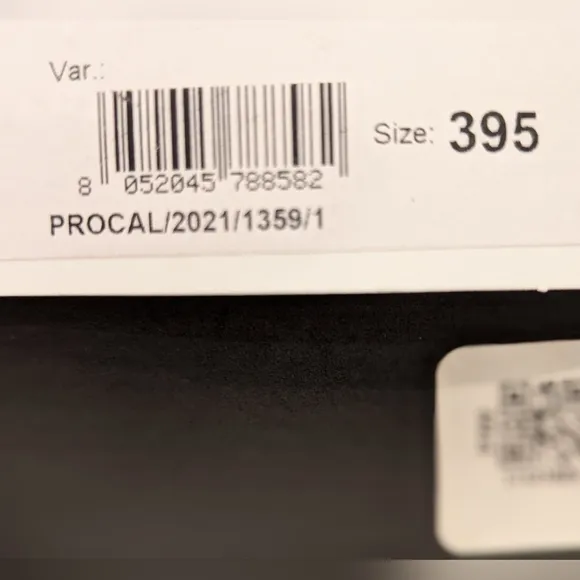 Var.:
Size: 395
8 052045 788582
PROCAL/2021/1359/1